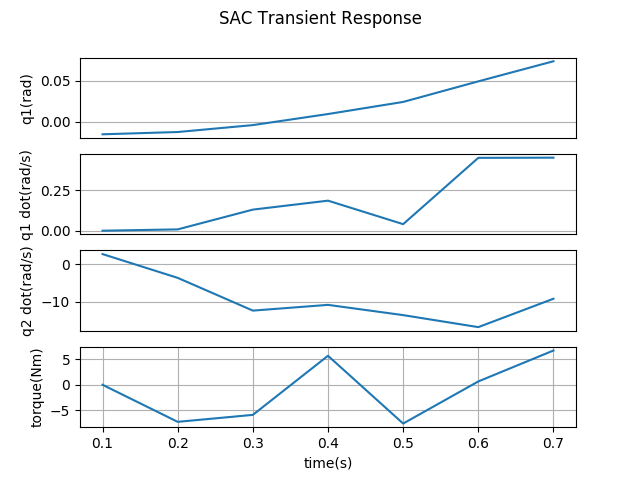 SAC Transient Response
0.05
0.00
q1(rad)
0.25
0.00
q1 dot(rad/s)
0
−10
q2 dot(rad/s)
5
0
−5
torque(Nm)
0.1 0.2 0.3 0.4 0.5 0.6 0.7
time(s)